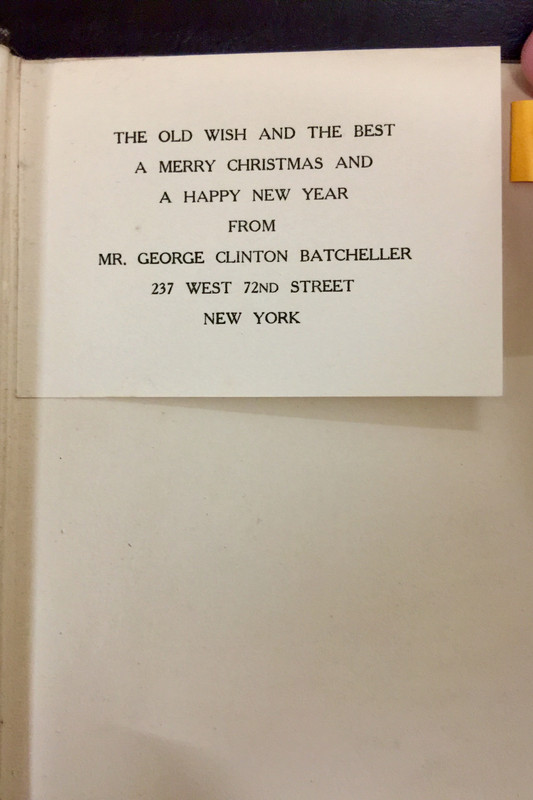 THE OLD WISH AND THE BEST
A MERRY CHRISTMAS AND
A HAPPY NEW YEAR
FROM
MR. GEORGE CLINTON BATCHELLER
237 WEST 72ND STREET
NEW YORK